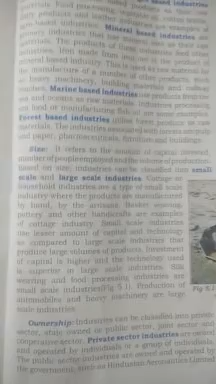 industries. Food processing, vegetable oil, cotton textile,
dairy products and leather industries are examples of
agro-based industries. Mineral based industries are
primary industries that use mineral ores as their raw
materials. The products of these industries feed other
industries. Iron made from iron ore is the product of
mineral based industry. This is used as raw material for
the manufacture of a number of other products, such
as heavy machinery, building materials and railway
coaches. Marine based industries use products from the
sea and oceans as raw materials. Industries processing
sea food or manufacturing fish oil are some examples.
Forest based industries utilise forest produce as raw
materials. The industries associated with forests are pulp
and paper, pharmaceuticals, furniture and buildings.
Size: It refers to the amount of capital invested,
number of people employed and the volume of production.
Based on size, industries can be classified into small
scale and large scale industries. Cottage or
household industries are a type of small scale
industry where the products are manufactured
by hand, by the artisans. Basket weaving,
pottery and other handicrafts are examples
of cottage industry. Small scale industries
use lesser amount of capital and technology
as compared to large scale industries that
produce large volumes of products. Investment
of capital is higher and the technology used
is superior in large scale industries. Silk
weaving and food processing industries are
small scale industries (Fig 5.1). Production of
automobiles and heavy machinery are large
scale industries.
Fig 5.1
Ownership: Industries can be classified into private
sector, state owned or public sector, joint sector and
cooperative sector. Private sector industries are owned
and operated by individuals or a group of individuals.
The public sector industries are owned and operated by
the government, such as Hindustan Aeronautics Limited